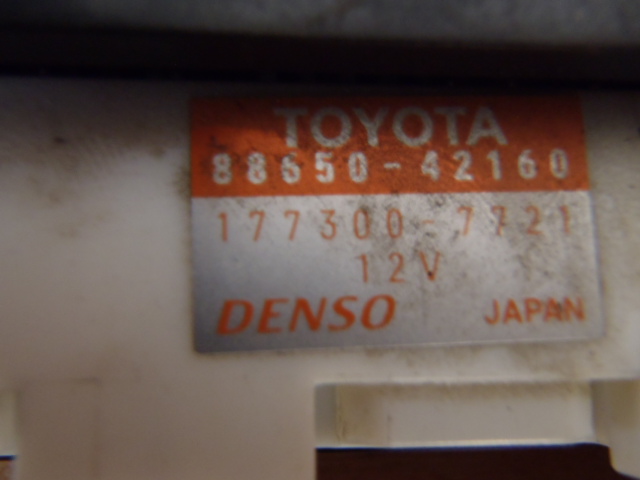 TOYOTA
88650-42160
177300-7721
12V
DENSO JAPAN